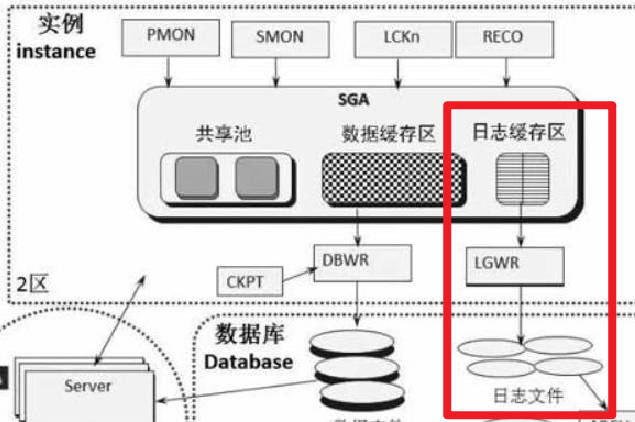 实例
instance
PMON
SMON
LCKn
RECO
SGA
共享池
数据缓存区
日志缓存区
2区
CKPT
DBWR
LGWR
数据库
Database
Server
日志文件